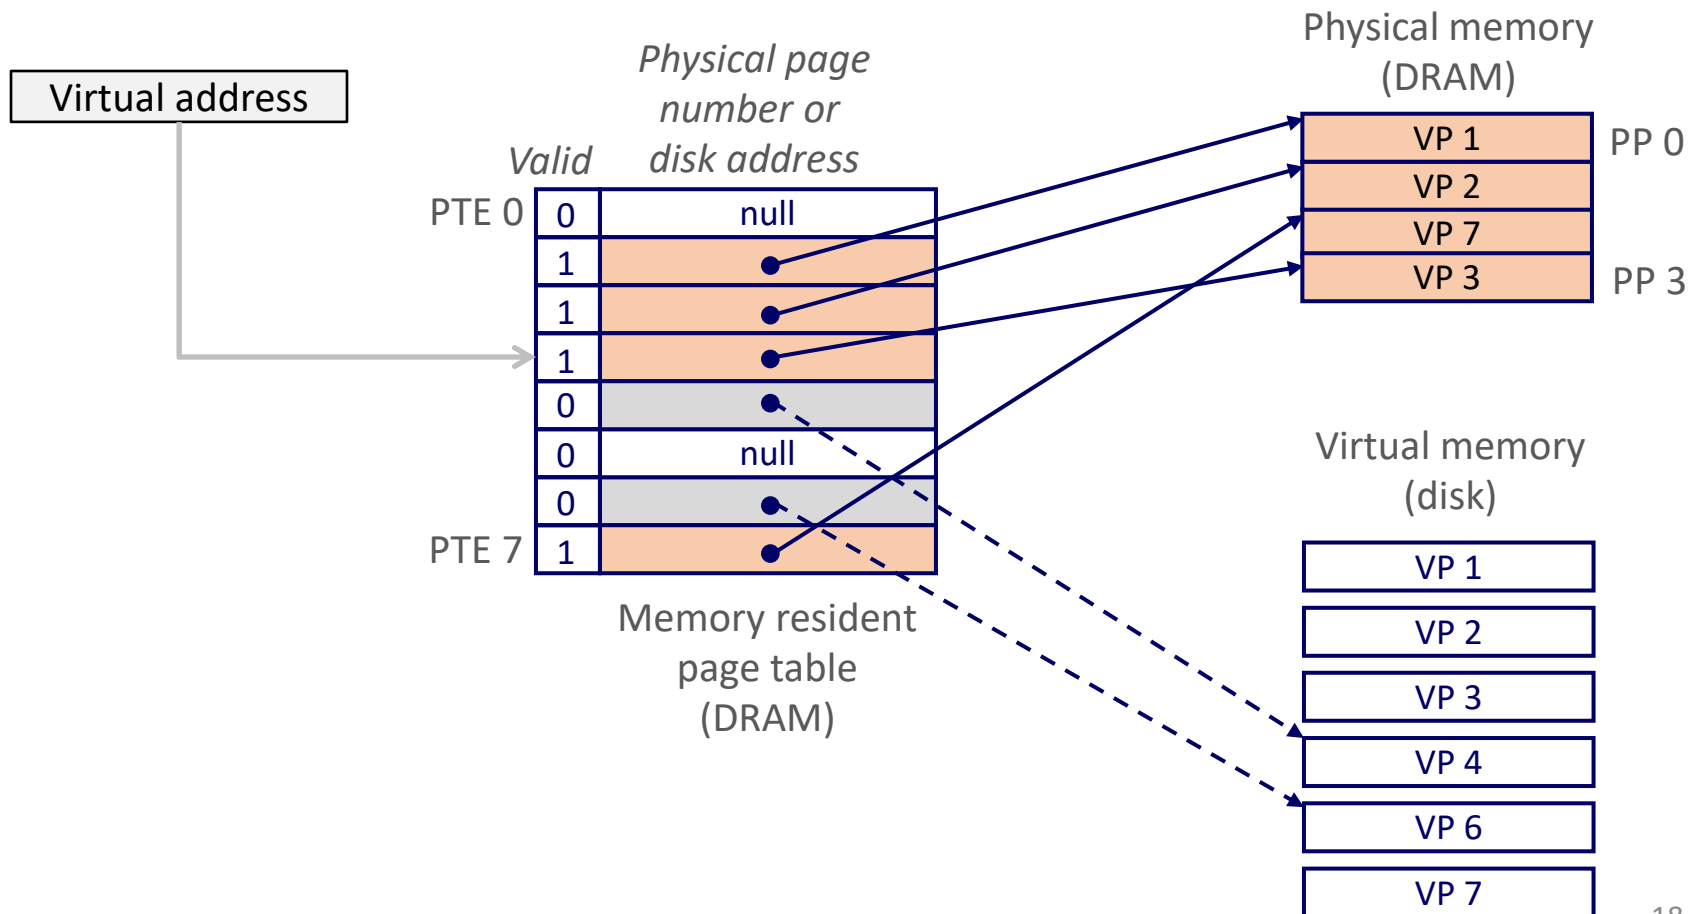 Virtual address
Physical page
number or
disk address
Valid
PTE 0
0
null
1
1
1
0
0
null
0
PTE 7
1
Memory resident
page table
(DRAM)
Physical memory
(DRAM)
VP 1
PP 0
VP 2
VP 7
VP 3
PP 3
Virtual memory
(disk)
VP 1
VP 2
VP 3
VP 4
VP 6
VP 7
18